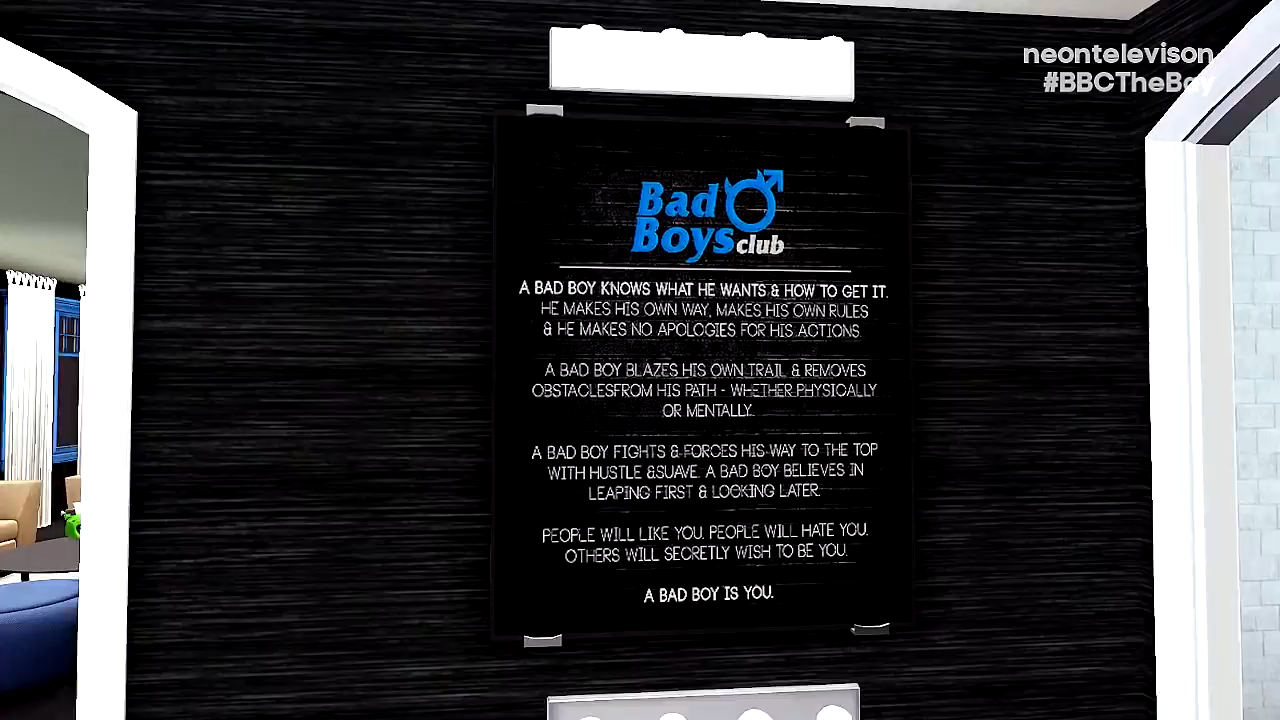 neontelevison
#BBCTheBay
Bad
Boys club
A BAD BOY KNOWS WHAT HE WANTS & HOW TO GET IT.
HE MAKES HIS OWN WAY, MAKES HIS OWN RULES
& HE MAKES NO APOLOGIES FOR HIS ACTIONS.
A BAD BOY BLAZES HIS OWN TRAIL & REMOVES
OBSTACLESFROM HIS PATH - WHETHER PHYSICALLY
OR MENTALLY.
A BAD BOY FIGHTS & FORCES HIS WAY TO THE TOP
WITH HUSTLE &SUAVE. A BAD BOY BELIEVES IN
LEAPING FIRST & LOOKING LATER.
PEOPLE WILL LIKE YOU. PEOPLE WILL HATE YOU.
OTHERS WILL SECRETLY WISH TO BE YOU.
A BAD BOY IS YOU.